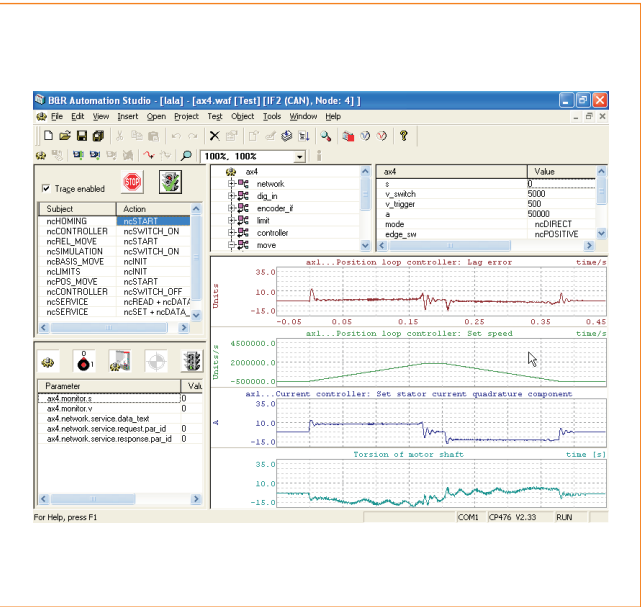 B&R Automation Studio - [lala] - [ax4.waf [Test] [IF2 (CAN), Node: 4] ]
File Edit View Insert Open Project Test Object Tools Window Help
100%, 100%
Trace enabled
STOP
Subject Action
ncHOMING ncSTART
ncCONTROLLER ncSWITCH_ON
ncREL_MOVE ncSTART
ncSIMULATION ncSWITCH_ON
ncBASIS_MOVE ncINIT
ncLIMITS ncINIT
ncPOS_MOVE ncSTART
ncCONTROLLER ncSWITCH_OFF
ncSERVICE ncREAD + ncDATA
ncSERVICE ncSET + ncDATA_
ax4
network
dig_in
encoder_if
limit
controller
move
ax4 Value
s 0
v_switch 5000
v_trigger 500
a 50000
mode ncDIRECT
edge_sw ncPOSITIVE
0
1
Parameter Valu
ax4.monitor.s 0
ax4.monitor.v 0
ax4.network.service.data_text
ax4.network.service.request.par_id 0
ax4.network.service.response.par_id 0
ax1...Position loop controller: Lag error time/s
Units
35.0
10.0
-15.0
-0.05 0.05 0.15 0.25 0.35 0.45
ax1...Position loop controller: Set speed time/s
Units/s
4500000.0
2000000.0
-500000.0
ax1...Current controller: Set stator current quadrature component
A
35.0
10.0
-15.0
Torsion of motor shaft time [s]
35.0
10.0
-15.0
For Help, press F1
COM1 CP476 V2.33 RUN